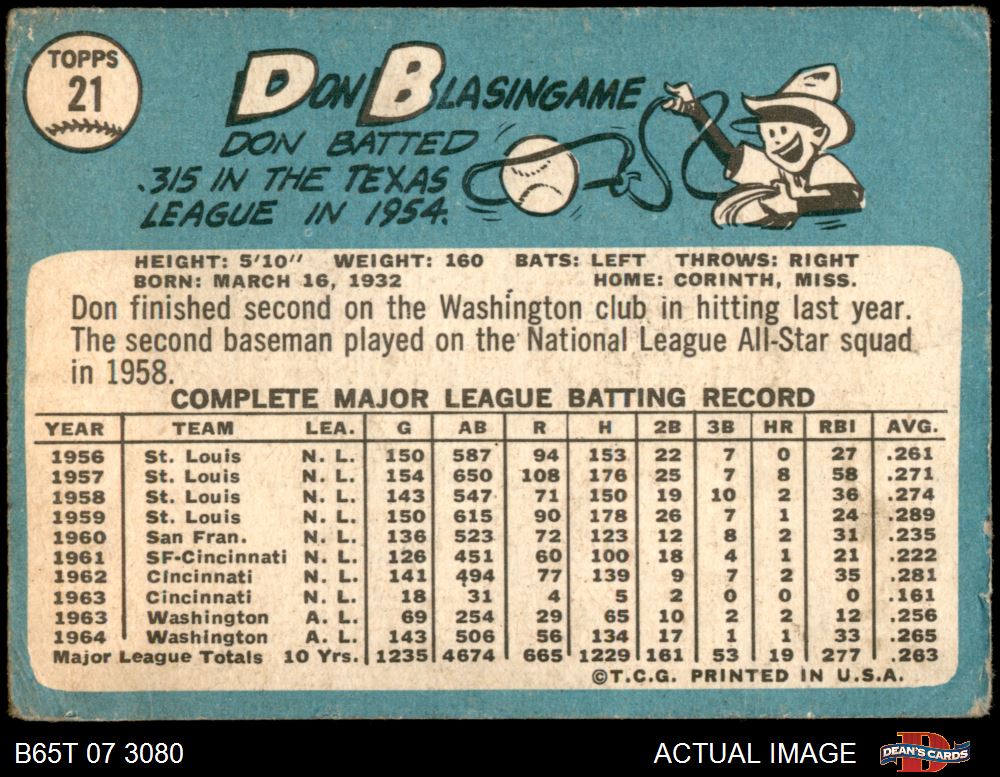 TOPPS
21
DON BLASINGAME
DON BATTED
.315 IN THE TEXAS
LEAGUE IN 1954.
HEIGHT: 5'10" WEIGHT: 160 BATS: LEFT THROWS: RIGHT
BORN: MARCH 16, 1932 HOME: CORINTH, MISS.
Don finished second on the Washington club in hitting last year.
The second baseman played on the National League All-Star squad
in 1958.
COMPLETE MAJOR LEAGUE BATTING RECORD
YEAR TEAM LEA. G AB R H 2B 3B HR RBI AVG.
1956 St. Louis N. L. 150 587 94 153 22 7 0 27 .261
1957 St. Louis N. L. 154 650 108 176 25 7 8 58 .271
1958 St. Louis N. L. 143 547 71 150 19 10 2 36 .274
1959 St. Louis N. L. 150 615 90 178 26 7 1 24 .289
1960 San Fran. N. L. 136 523 72 123 12 8 2 31 .235
1961 SF-Cincinnati N. L. 126 451 60 100 18 4 1 21 .222
1962 Cincinnati N. L. 141 494 77 139 9 7 2 35 .281
1963 Cincinnati N. L. 18 31 4 5 2 0 0 0 .161
1963 Washington A. L. 69 254 29 65 10 2 2 12 .256
1964 Washington A. L. 143 506 56 134 17 1 1 33 .265
Major League Totals 10 Yrs. 1235 4674 665 1229 161 53 19 277 .263
©T.C.G. PRINTED IN U.S.A.
B65T 07 3080 ACTUAL IMAGE DEAN'S CARDS